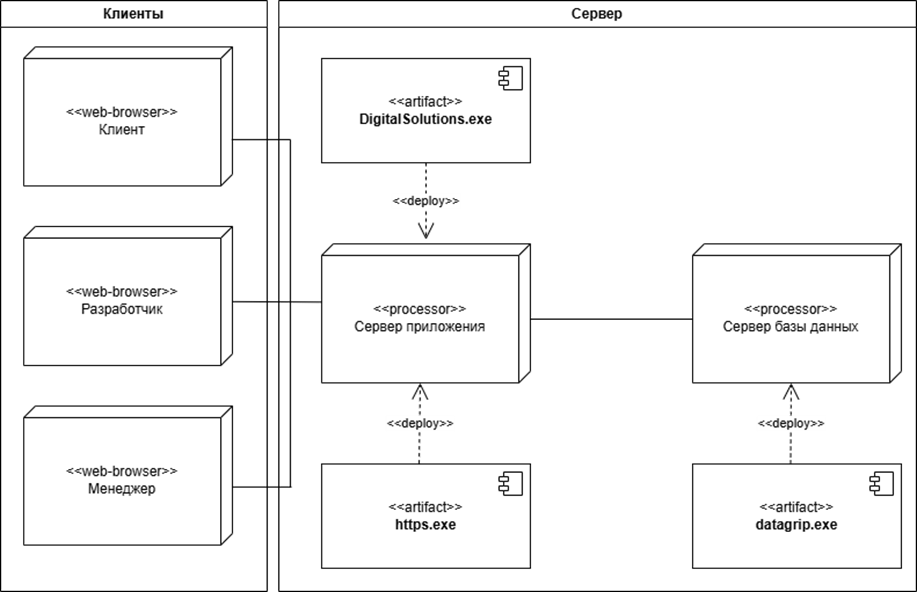 Клиенты
<<web-browser>>
Клиент
<<web-browser>>
Разработчик
<<web-browser>>
Менеджер
Сервер
<<artifact>>
DigitalSolutions.exe
<<deploy>>
<<processor>>
Сервер приложения
<<processor>>
Сервер базы данных
<<deploy>>
<<deploy>>
<<artifact>>
https.exe
<<artifact>>
datagrip.exe